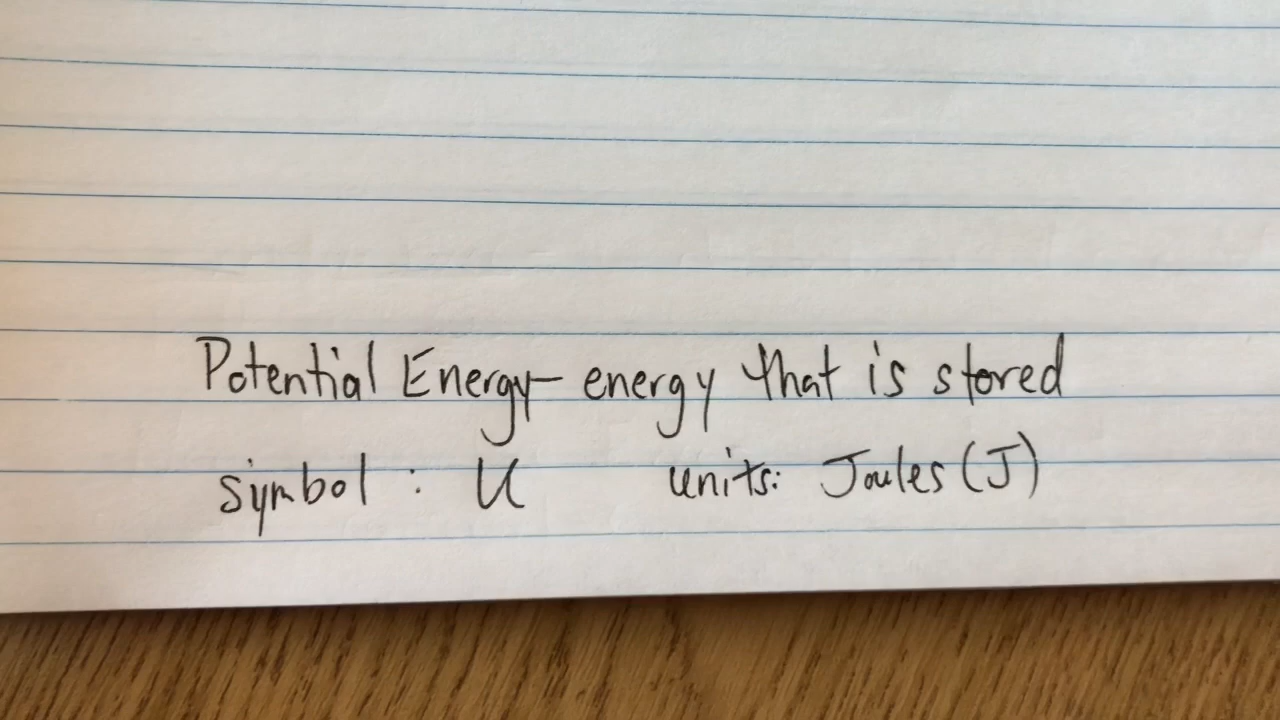 Potential Energy- energy that is stored
symbol : U units: Joules (J)